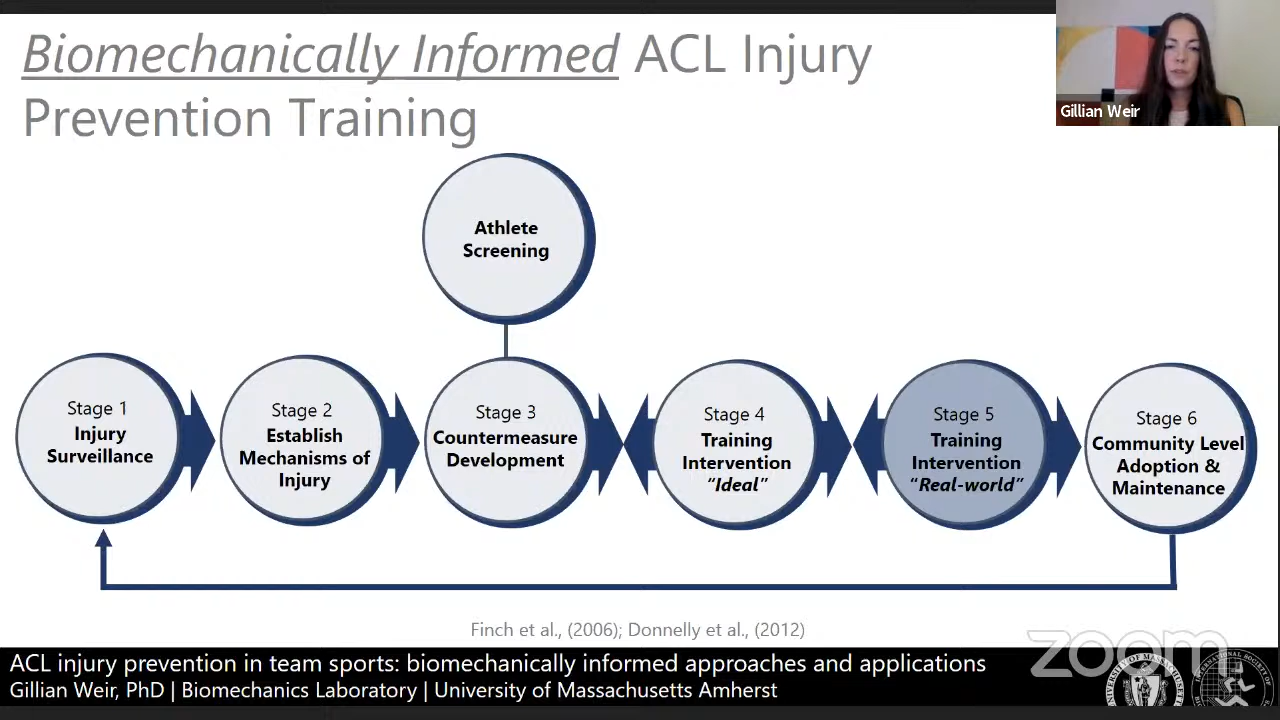 Biomechanically Informed ACL Injury
Prevention Training
Gillian Weir
Athlete
Screening
Stage 1
Injury
Surveillance
Stage 2
Establish
Mechanisms of
Injury
Stage 3
Countermeasure
Development
Stage 4
Training
Intervention
“Ideal”
Stage 5
Training
Intervention
“Real-world”
Stage 6
Community Level
Adoption &
Maintenance
Finch et al., (2006); Donnelly et al., (2012)
zoom
ACL injury prevention in team sports: biomechanically informed approaches and applications
Gillian Weir, PhD | Biomechanics Laboratory | University of Massachusetts Amherst